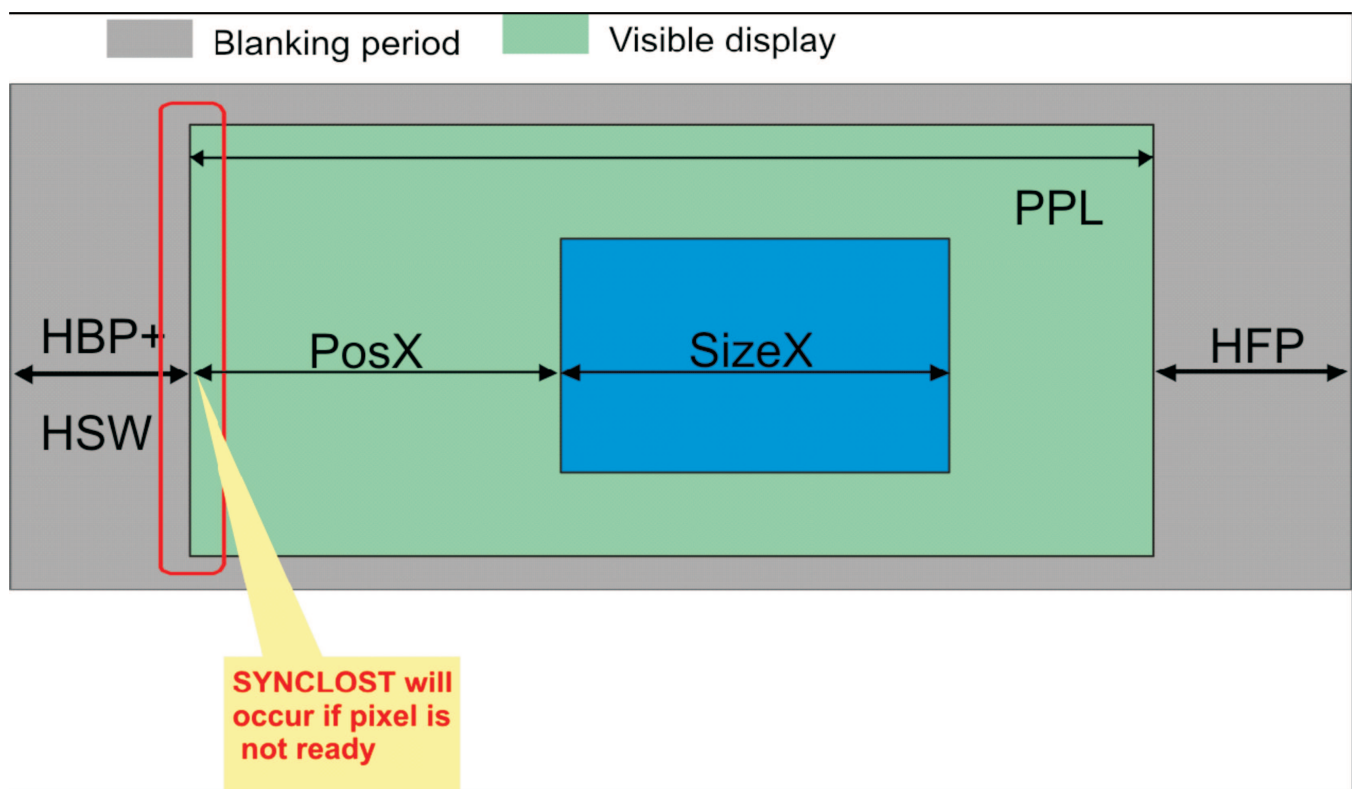 Blanking period
Visible display
PPL
HBP+
HSW
PosX
SizeX
HFP
SYNCLOST will
occur if pixel is
not ready